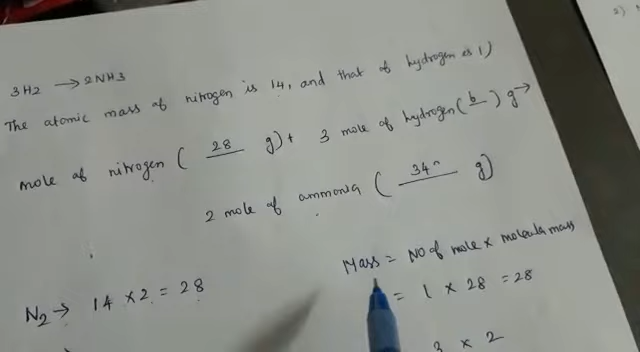 3H2 → 2NH3
The atomic mass of nitrogen is 14, and that of hydrogen is 1)
mole of nitrogen ( 28 g) + 3 mole of hydrogen ( 6 ) g →
2 mole of ammonia ( 34 g)
Mass = NO of mole × molecula mass
N2 → 14 × 2 = 28
= 1 × 28 = 28
3 × 2
2)